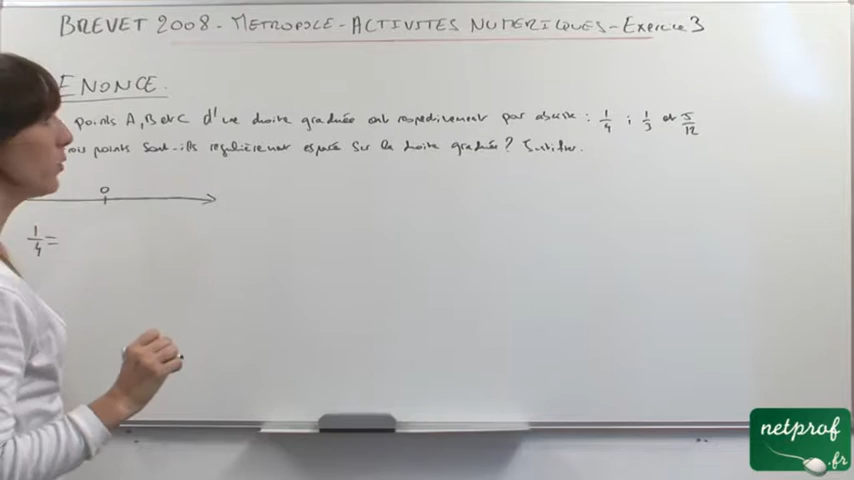 BREVET 2008 - METROPOLE - ACTIVITES NUMERIQUES - Exercice 3
ENONCE
points A, B et C d'une droite graduée ont respectivement par abscisse : 1/4 ; 1/3 et 5/12
points sont-ils régulièrement espacés sur la droite graduée ? Justifier.
0
1/4 =
netprof
.fr